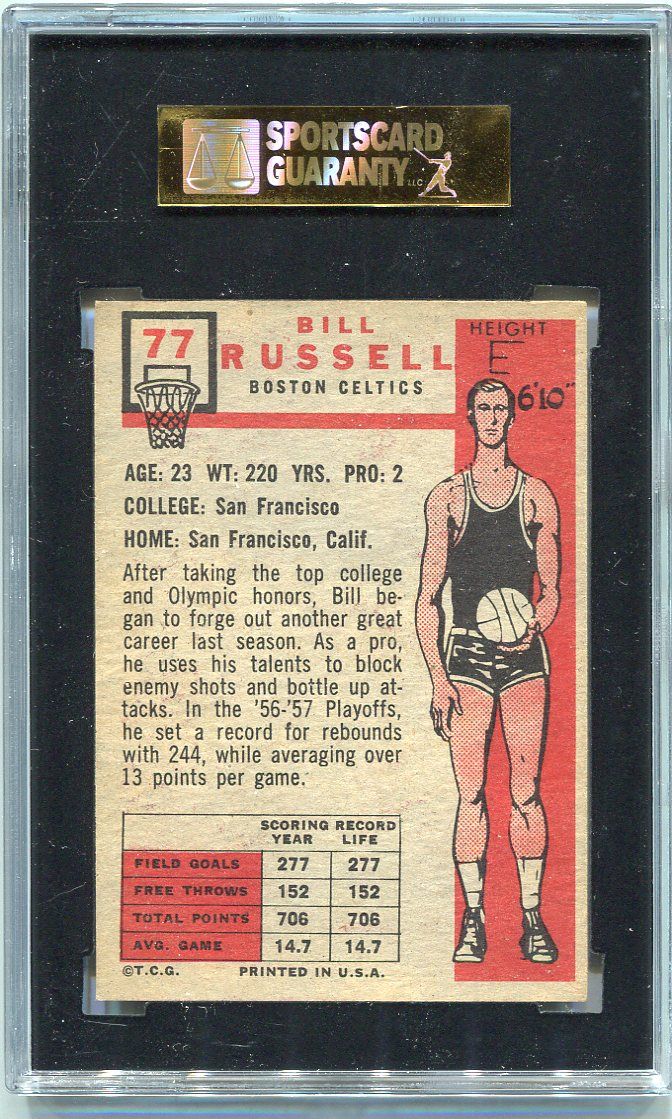 SPORTSCARD
GUARANTY LLC
77
BILL
RUSSELL
BOSTON CELTICS
HEIGHT
E
6'10"
AGE: 23 WT: 220 YRS. PRO: 2
COLLEGE: San Francisco
HOME: San Francisco, Calif.
After taking the top college
and Olympic honors, Bill be-
gan to forge out another great
career last season. As a pro,
he uses his talents to block
enemy shots and bottle up at-
tacks. In the '56-'57 Playoffs,
he set a record for rebounds
with 244, while averaging over
13 points per game.
SCORING RECORD
YEAR LIFE
FIELD GOALS 277 277
FREE THROWS 152 152
TOTAL POINTS 706 706
AVG. GAME 14.7 14.7
©T.C.G. PRINTED IN U.S.A.